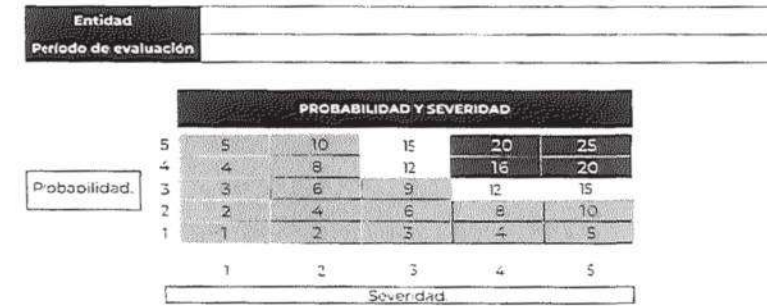 Entidad
Período de evaluación
PROBABILIDAD Y SEVERIDAD
5 5 10 15 20 25
4 4 8 12 16 20
Probabilidad. 3 3 6 9 12 15
2 2 4 6 8 10
1 1 2 3 4 5
1 2 3 4 5
Severidad.